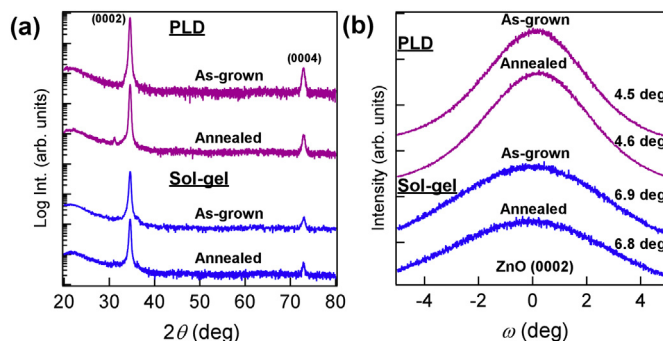 (a)
(0002)
PLD
(0004)
As-grown
Annealed
Sol-gel
As-grown
Annealed
Log Int. (arb. units)
20 30 40 50 60 70 80
2θ (deg)
(b)
As-grown
PLD
Annealed
4.5 deg
4.6 deg
As-grown
Sol-gel
6.9 deg
Annealed
6.8 deg
ZnO (0002)
Intensity (arb. units)
-4 -2 0 2 4
ω (deg)